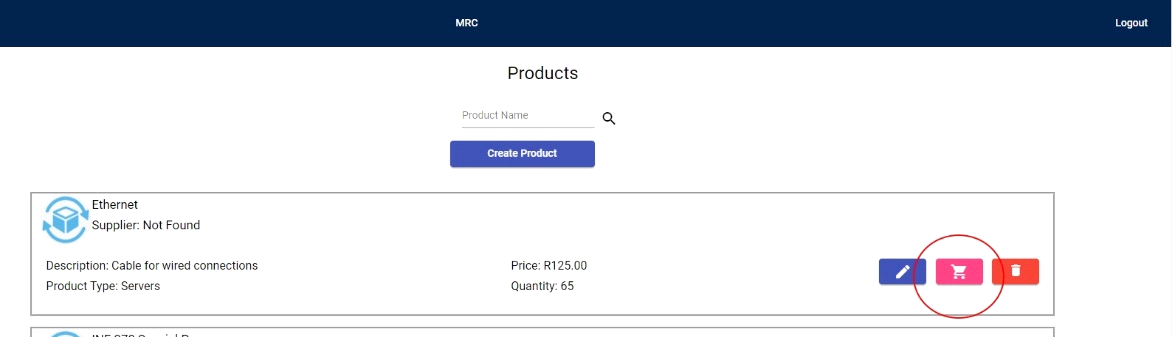 MRC
Logout
Products
Product Name
Create Product
Ethernet
Supplier: Not Found
Description: Cable for wired connections
Price: R125.00
Product Type: Servers
Quantity: 65